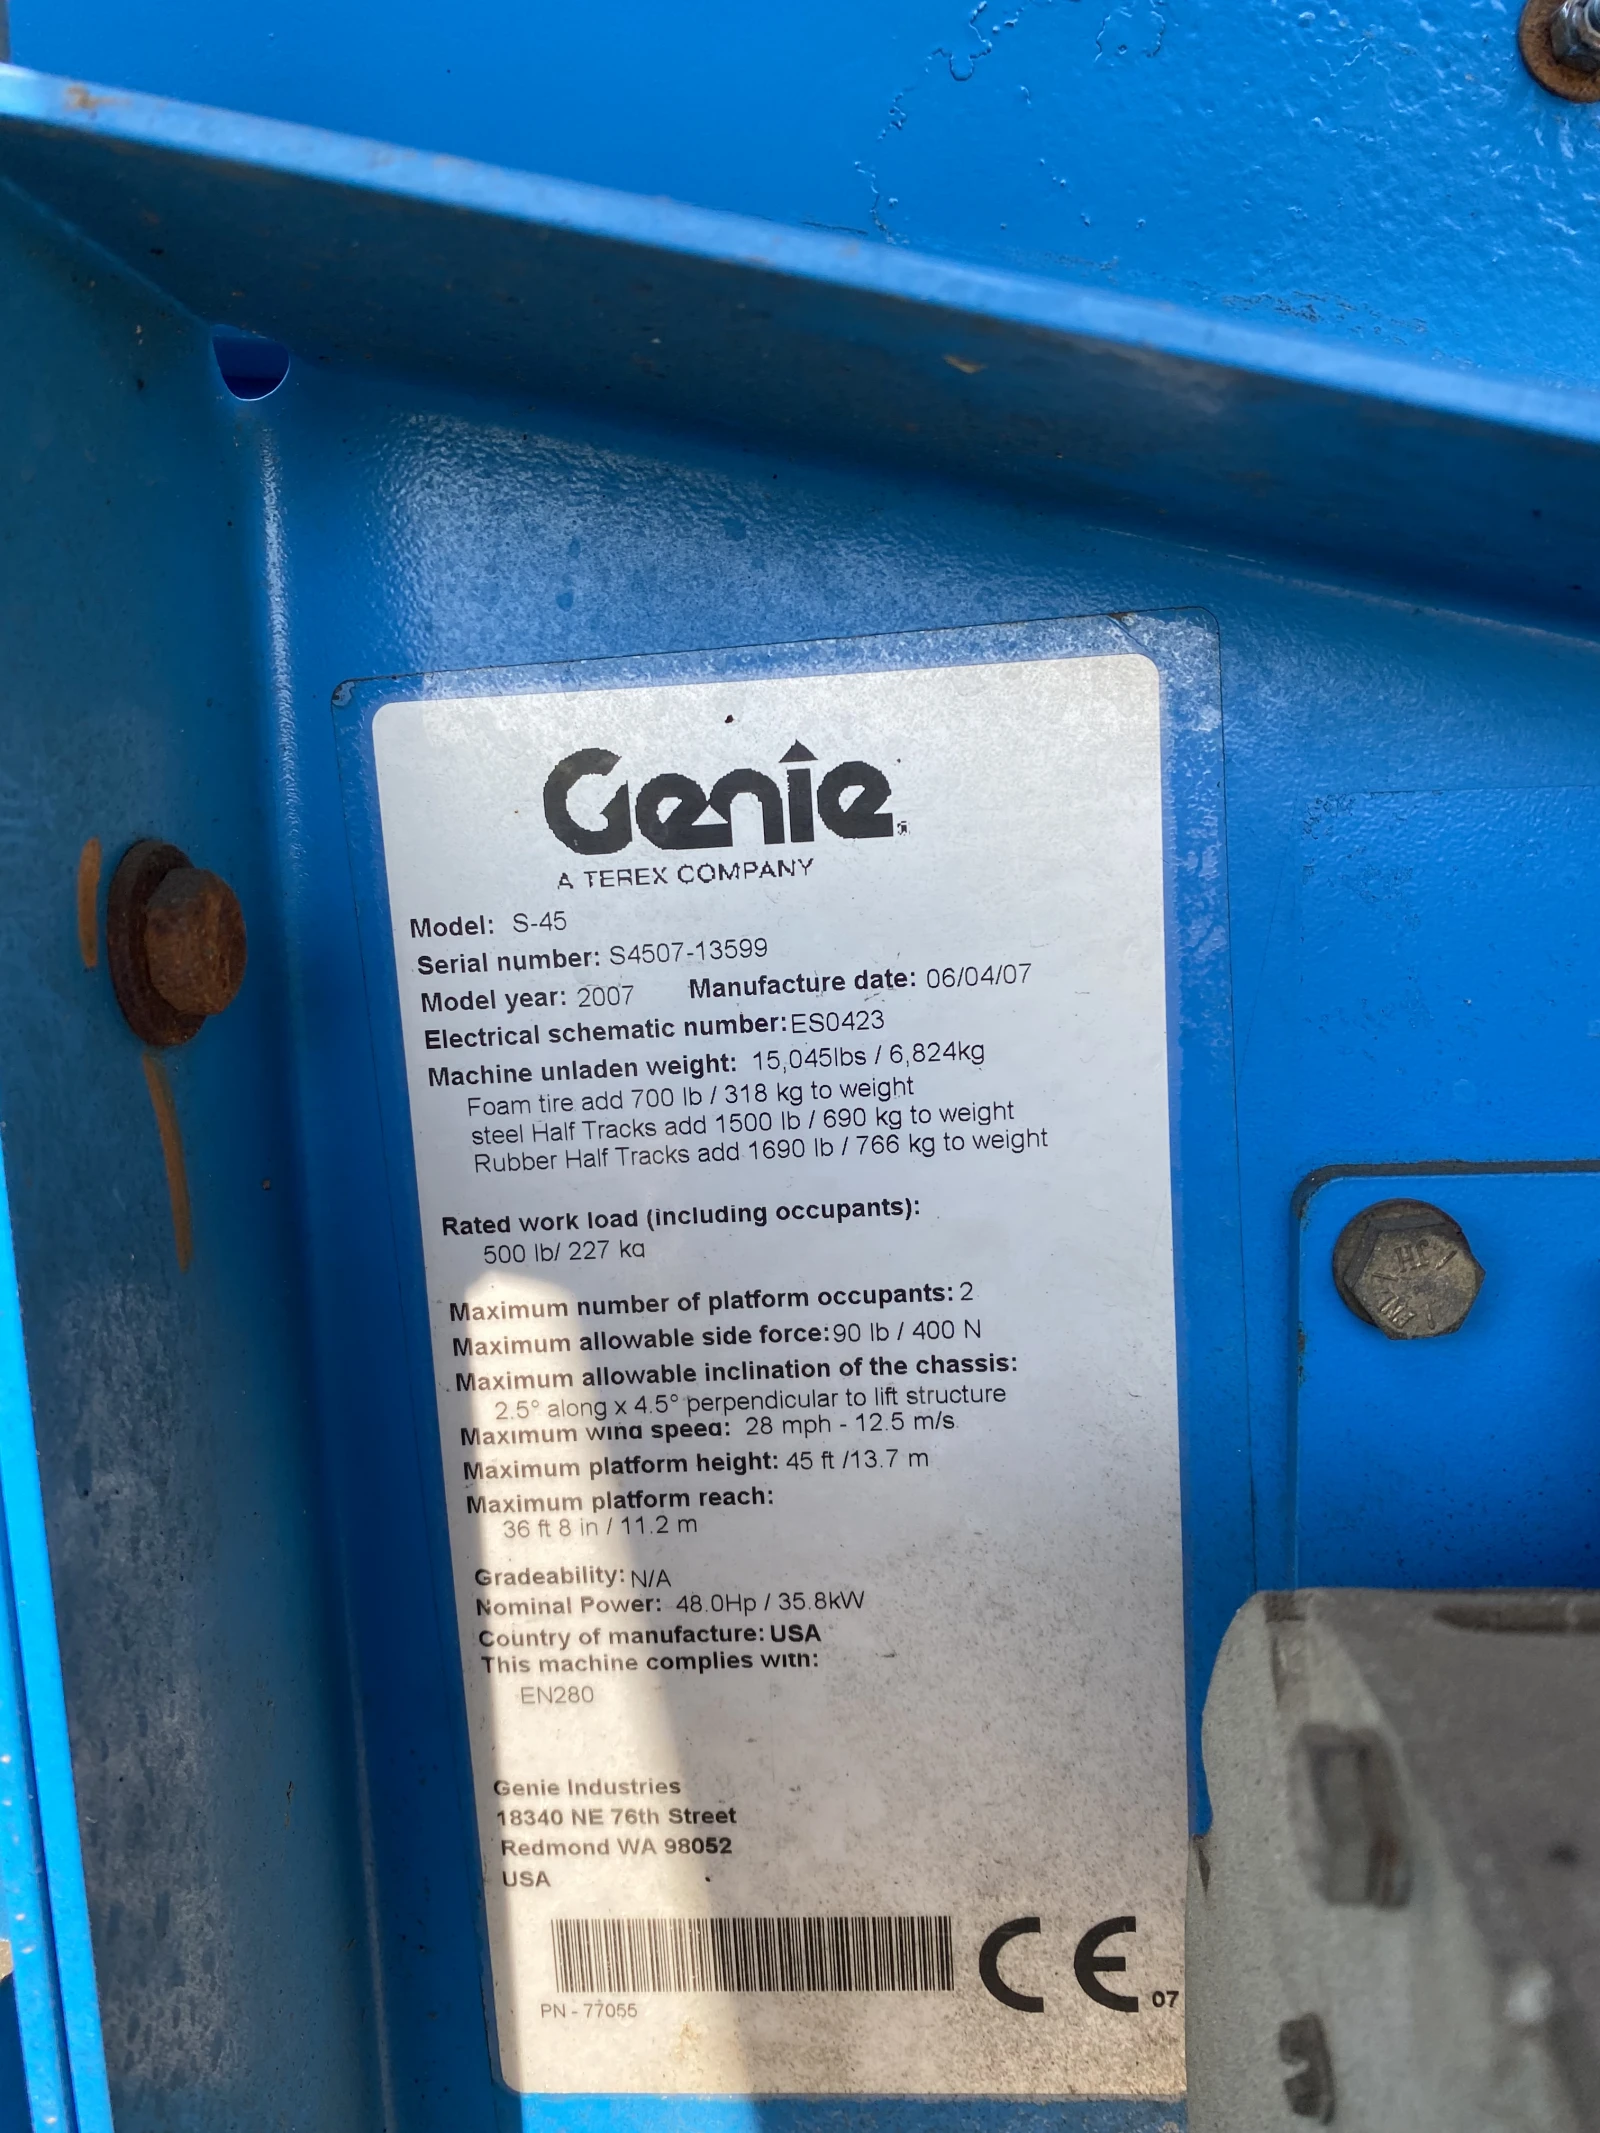 Genie
A TEREX COMPANY
Model: S-45
Serial number: S4507-13599
Model year: 2007 Manufacture date: 06/04/07
Electrical schematic number: ES0423
Machine unladen weight: 15,045lbs / 6,824kg
Foam tire add 700 lb / 318 kg to weight
steel Half Tracks add 1500 lb / 690 kg to weight
Rubber Half Tracks add 1690 lb / 766 kg to weight
Rated work load (including occupants):
500 lb/ 227 kg
Maximum number of platform occupants: 2
Maximum allowable side force: 90 lb / 400 N
Maximum allowable inclination of the chassis:
2.5° along x 4.5° perpendicular to lift structure
Maximum wind speed: 28 mph - 12.5 m/s
Maximum platform height: 45 ft /13.7 m
Maximum platform reach:
36 ft 8 in / 11.2 m
Gradeability: N/A
Nominal Power: 48.0Hp / 35.8kW
Country of manufacture: USA
This machine complies with:
EN280
Genie Industries
18340 NE 76th Street
Redmond WA 98052
USA
CE 07
PN - 77055
JH